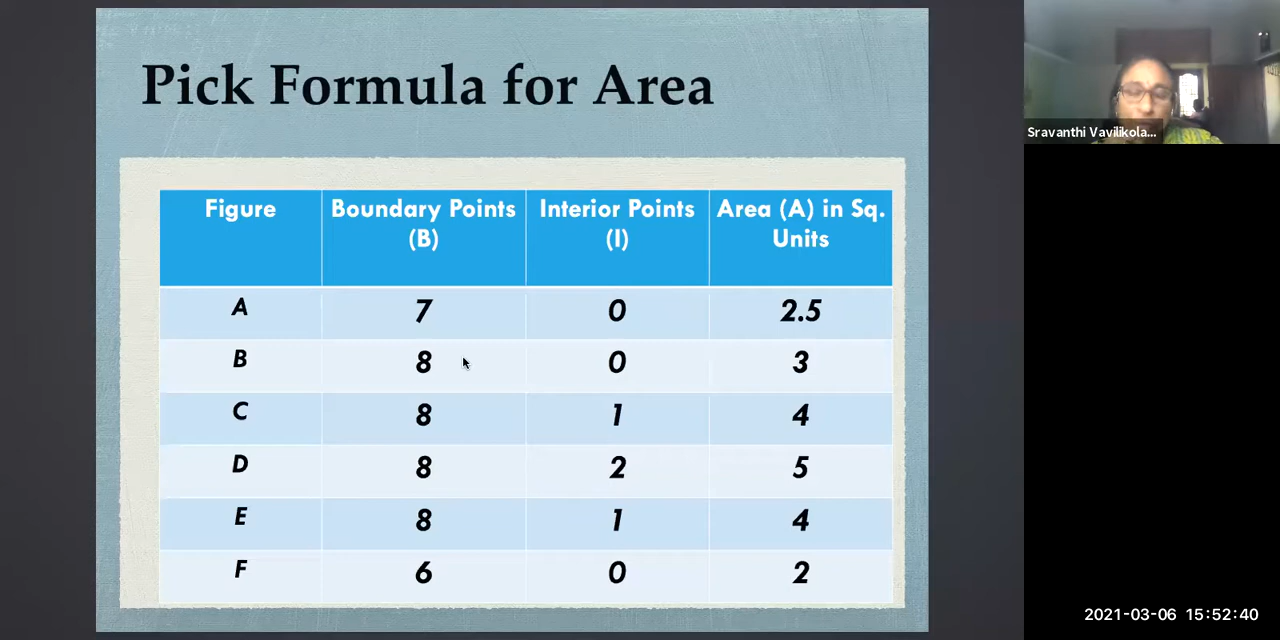 Pick Formula for Area
Figure Boundary Points (B) Interior Points (I) Area (A) in Sq. Units
A 7 0 2.5
B 8 0 3
C 8 1 4
D 8 2 5
E 8 1 4
F 6 0 2
Sravanthi Vavilikola...
2021-03-06 15:52:40